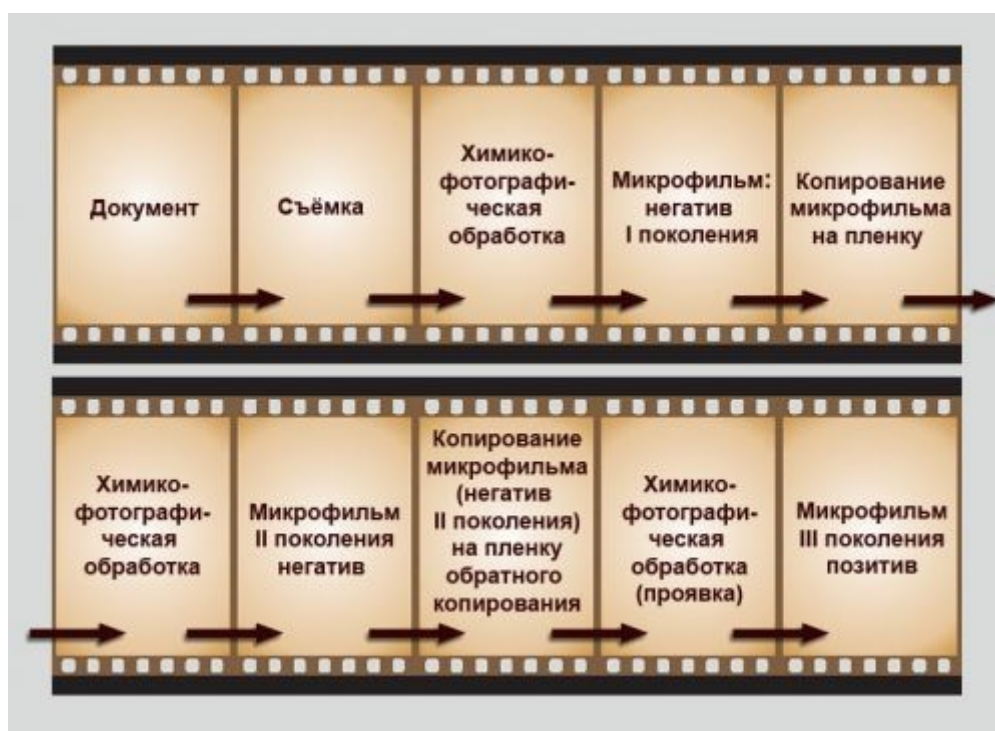 Документ
Съёмка
Химико-
фотографи-
ческая
обработка
Микрофильм:
негатив
I поколения
Копирование
микрофильма
на пленку
Химико-
фотографи-
ческая
обработка
Микрофильм
II поколения
негатив
Копирование
микрофильма
(негатив
II поколения)
на пленку
обратного
копирования
Химико-
фотографи-
ческая
обработка
(проявка)
Микрофильм
III поколения
позитив